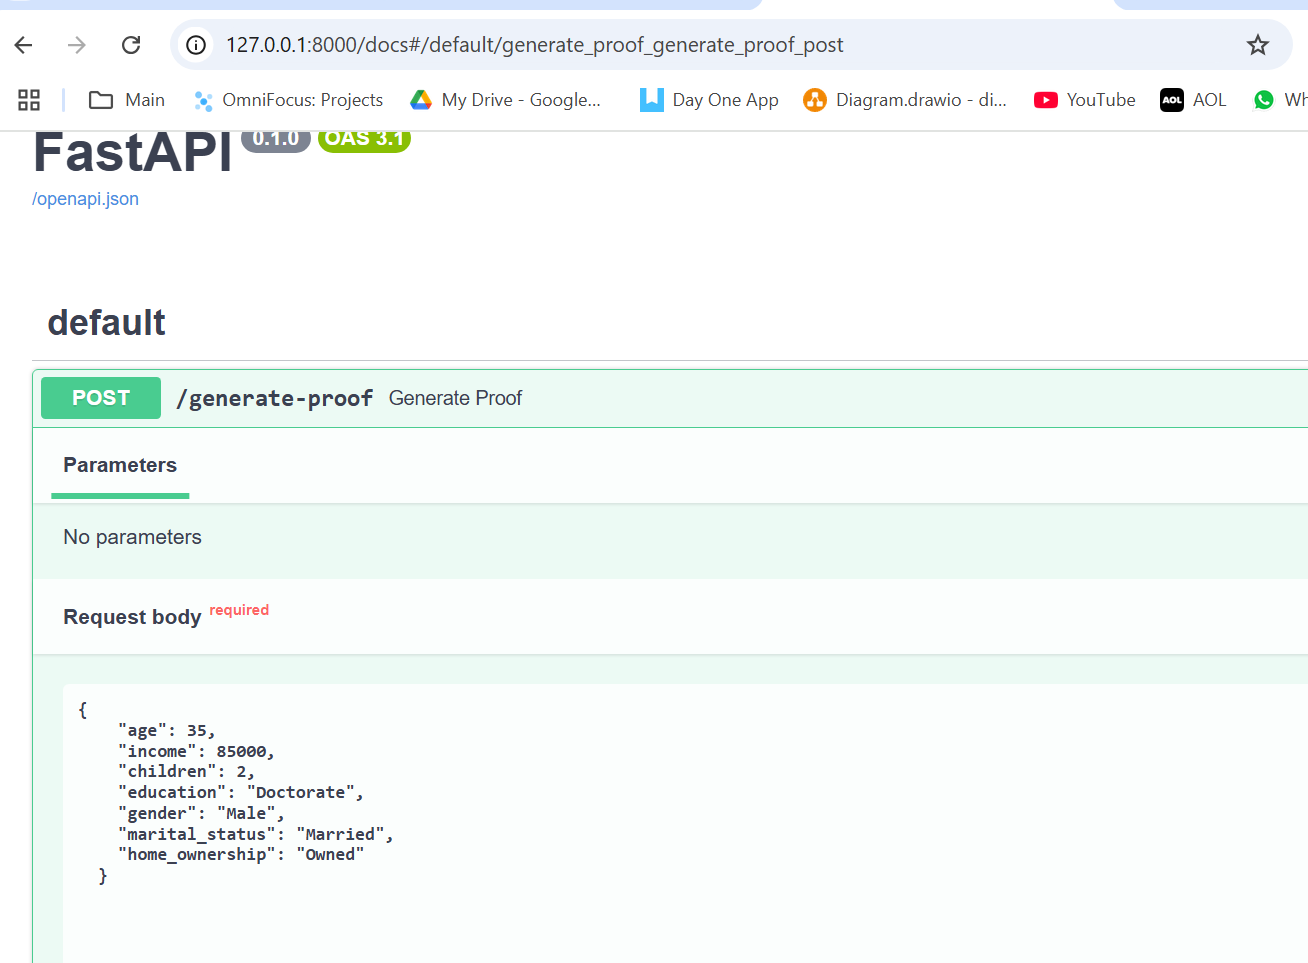 127.0.0.1:8000/docs#/default/generate_proof_generate_proof_post
Main OmniFocus: Projects My Drive - Google... Day One App Diagram.drawio - di... YouTube AOL AOL Wh
FastAPI 0.1.0 OAS 3.1
/openapi.json
default
POST /generate-proof Generate Proof
Parameters
No parameters
Request body required
{
"age": 35,
"income": 85000,
"children": 2,
"education": "Doctorate",
"gender": "Male",
"marital_status": "Married",
"home_ownership": "Owned"
}